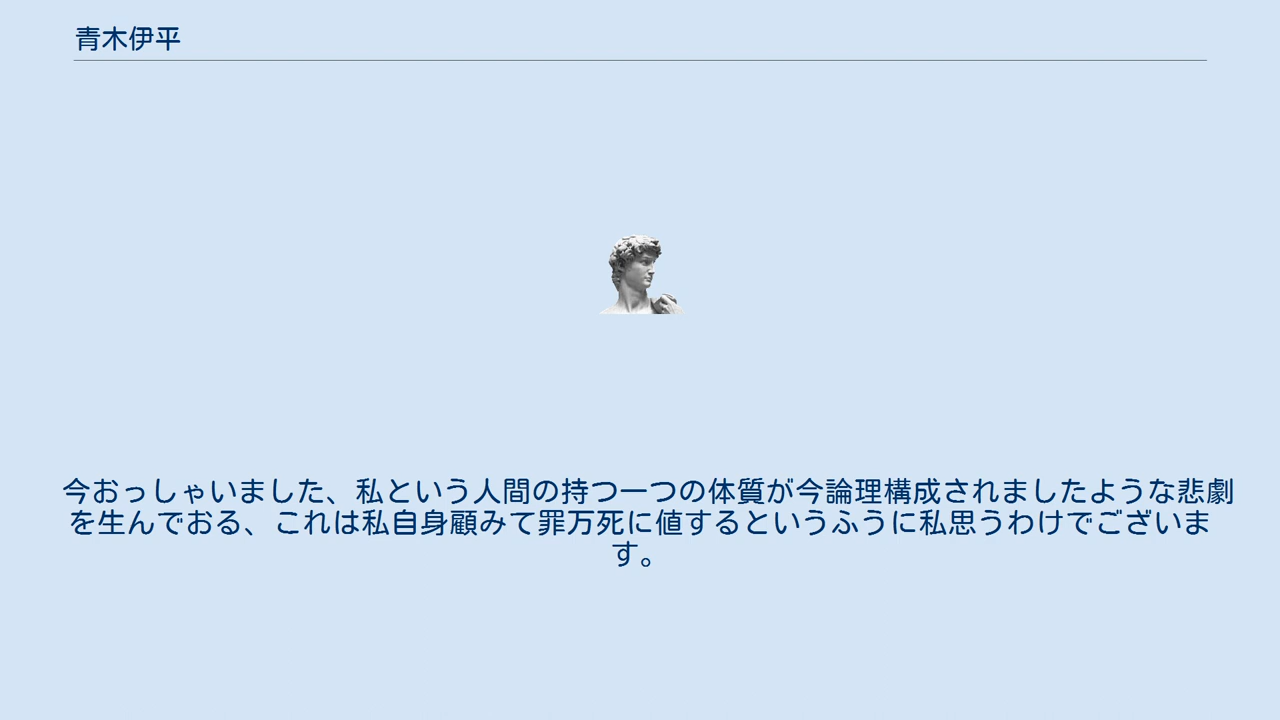 青木伊平
今おっしゃいました、私という人間の持つ一つの体質が今論理構成されましたような悲劇
を生んでおる、これは私自身顧みて罪万死に値するというふうに私思うわけでございま
す。